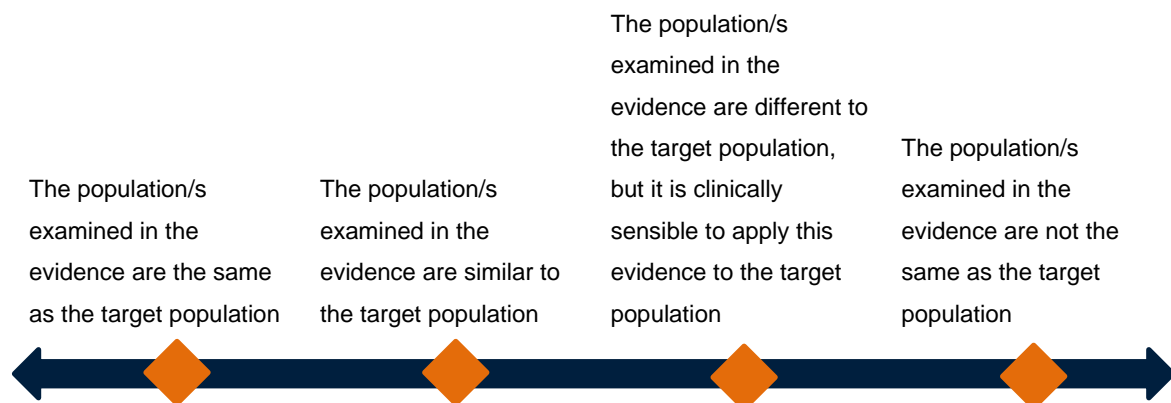 The population/s
examined in the
evidence are the same
as the target population
The population/s
examined in the
evidence are similar to
the target population
The population/s
examined in the
evidence are different to
the target population,
but it is clinically
sensible to apply this
evidence to the target
population
The population/s
examined in the
evidence are not the
same as the target
population